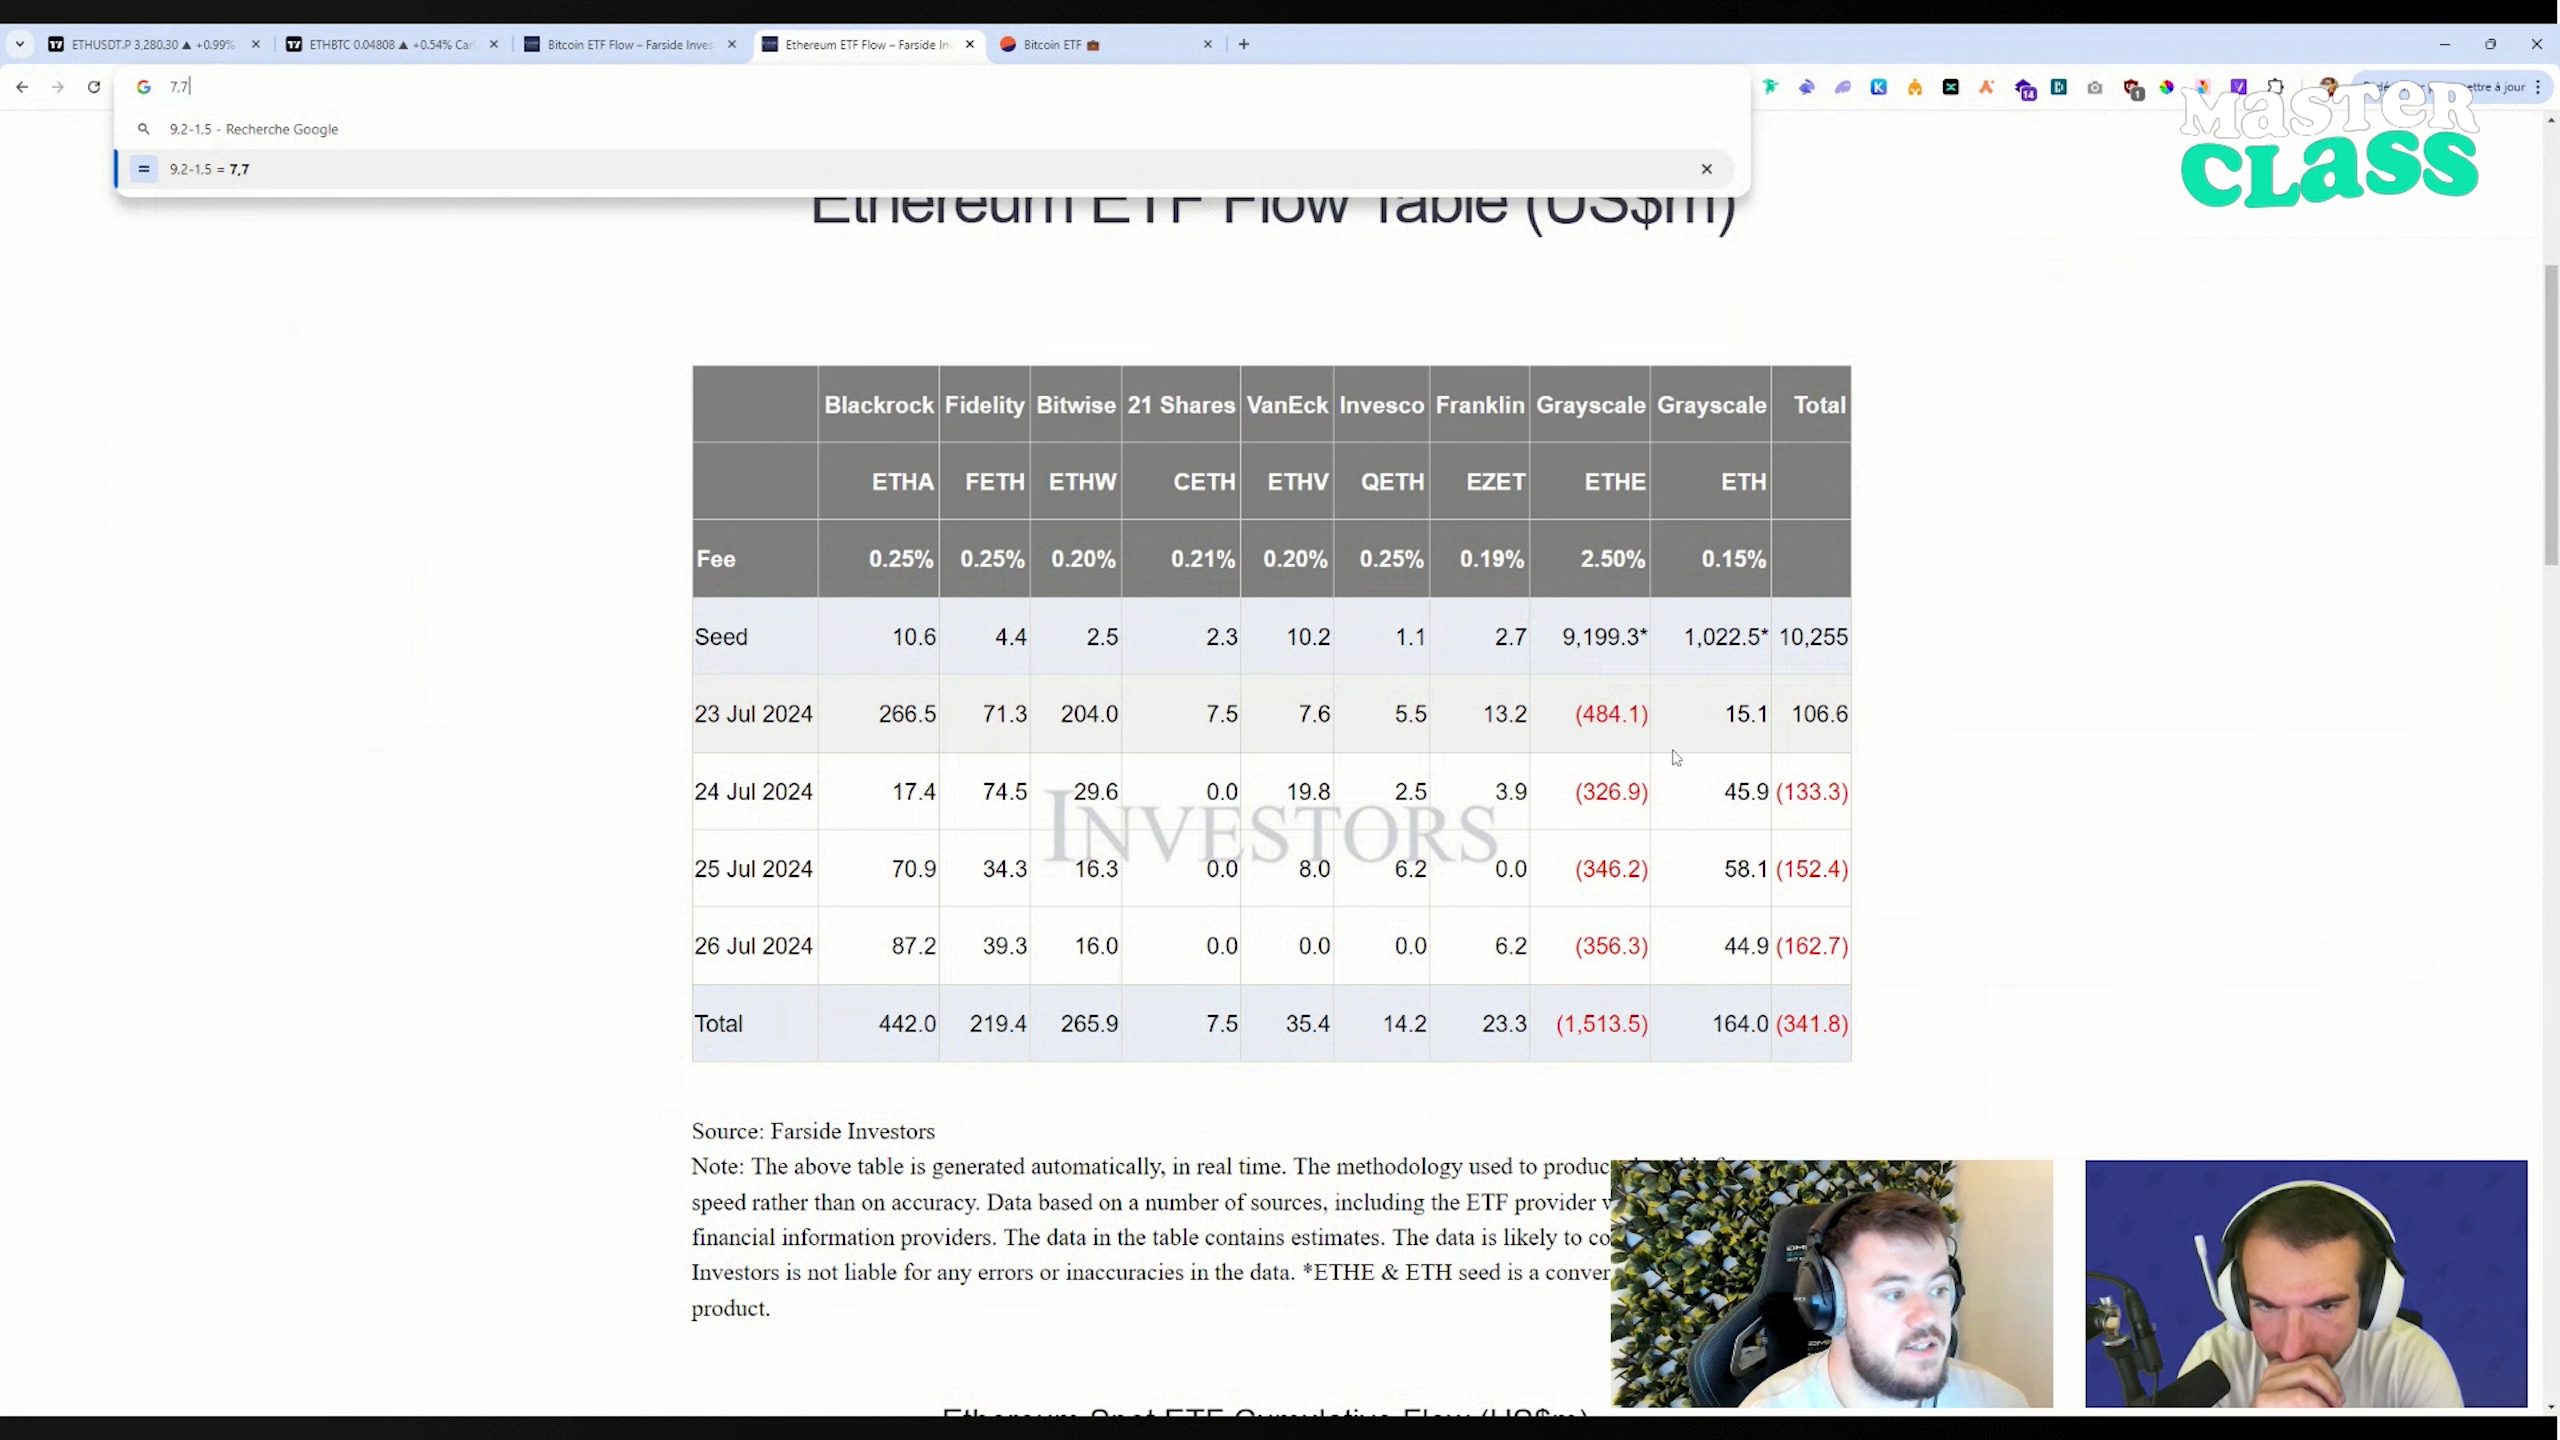 ETHUSDT.P 3,280.30 ▲ +0.99%
ETHBTC 0.04808 ▲ +0.54% Car
Bitcoin ETF Flow – Farside Inves
Ethereum ETF Flow – Farside In
Bitcoin ETF
7,7
ettre à jour
9.2-1.5 - Recherche Google
9.2-1.5 = 7,7
MASTER
CLASS
Ethereum ETF Flow Table (US$m)
Blackrock Fidelity Bitwise 21 Shares VanEck Invesco Franklin Grayscale Grayscale Total
ETHA FETH ETHW CETH ETHV QETH EZET ETHE ETH
Fee 0.25% 0.25% 0.20% 0.21% 0.20% 0.25% 0.19% 2.50% 0.15%
Seed 10.6 4.4 2.5 2.3 10.2 1.1 2.7 9,199.3* 1,022.5* 10,255
23 Jul 2024 266.5 71.3 204.0 7.5 7.6 5.5 13.2 (484.1) 15.1 106.6
24 Jul 2024 17.4 74.5 29.6 0.0 19.8 2.5 3.9 (326.9) 45.9 (133.3)
INVESTORS
25 Jul 2024 70.9 34.3 16.3 0.0 8.0 6.2 0.0 (346.2) 58.1 (152.4)
26 Jul 2024 87.2 39.3 16.0 0.0 0.0 0.0 6.2 (356.3) 44.9 (162.7)
Total 442.0 219.4 265.9 7.5 35.4 14.2 23.3 (1,513.5) 164.0 (341.8)
Source: Farside Investors
Note: The above table is generated automatically, in real time. The methodology used to produc
speed rather than on accuracy. Data based on a number of sources, including the ETF provider
financial information providers. The data in the table contains estimates. The data is likely to co
Investors is not liable for any errors or inaccuracies in the data. *ETHE & ETH seed is a conver
product.
Ethereum Spot ETF Cumulative Flow (US$m)